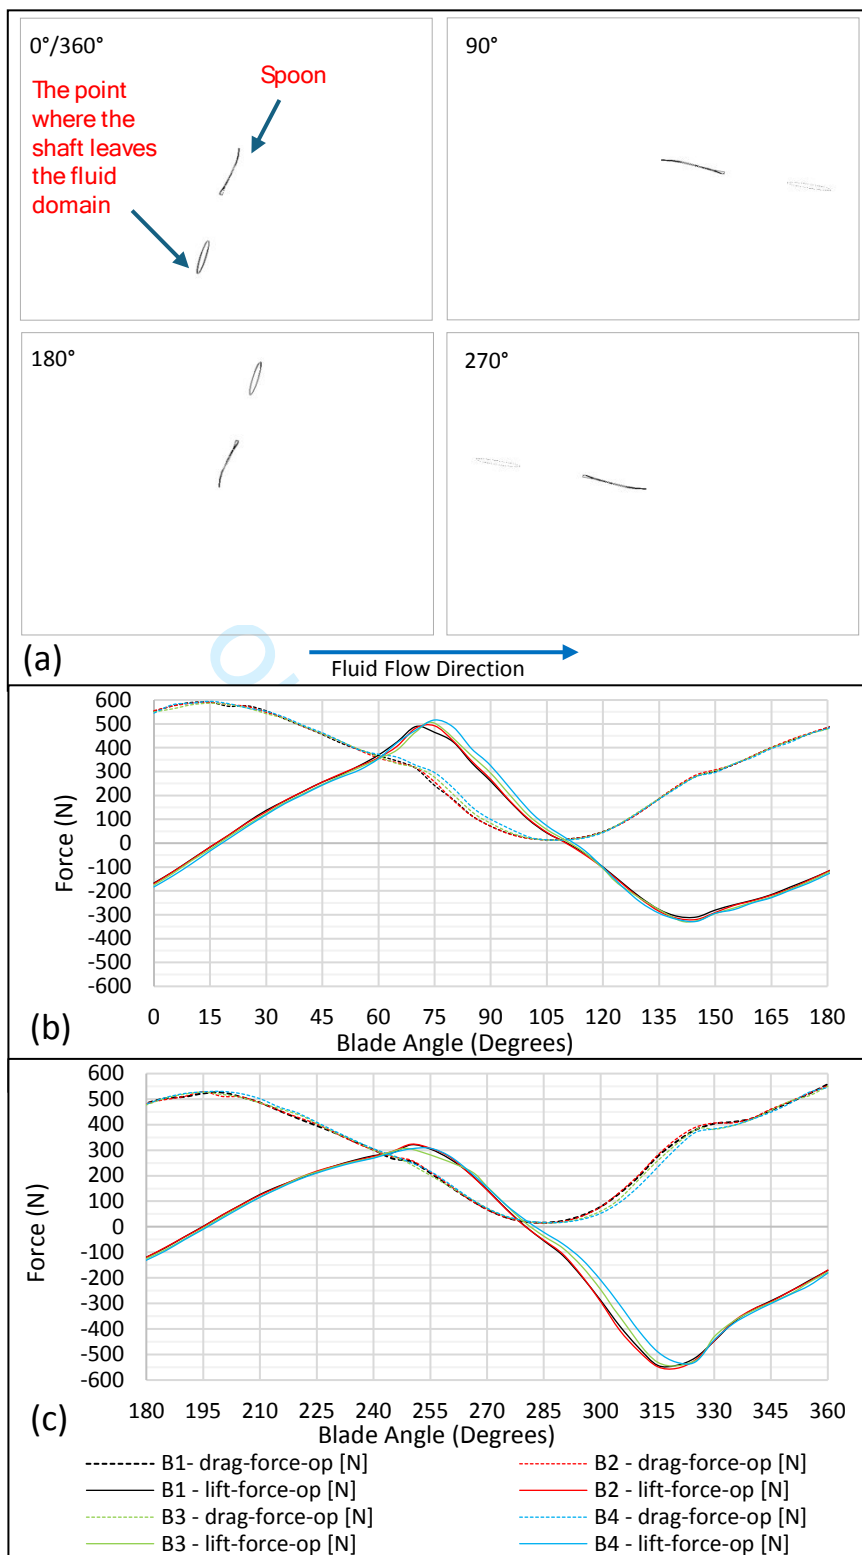 0°/360°
Spoon
The point
where the
shaft leaves
the fluid
domain
90°
180°
270°
(a)
Fluid Flow Direction
600
500
400
300
200
100
0
-100
-200
-300
-400
-500
-600
Force (N)
0 15 30 45 60 75 90 105 120 135 150 165 180
Blade Angle (Degrees)
(b)
600
500
400
300
200
100
0
-100
-200
-300
-400
-500
-600
Force (N)
180 195 210 225 240 255 270 285 300 315 330 345 360
Blade Angle (Degrees)
(c)
B1- drag-force-op [N] B2 - drag-force-op [N]
B1 - lift-force-op [N] B2 - lift-force-op [N]
B3 - drag-force-op [N] B4 - drag-force-op [N]
B3 - lift-force-op [N] B4 - lift-force-op [N]